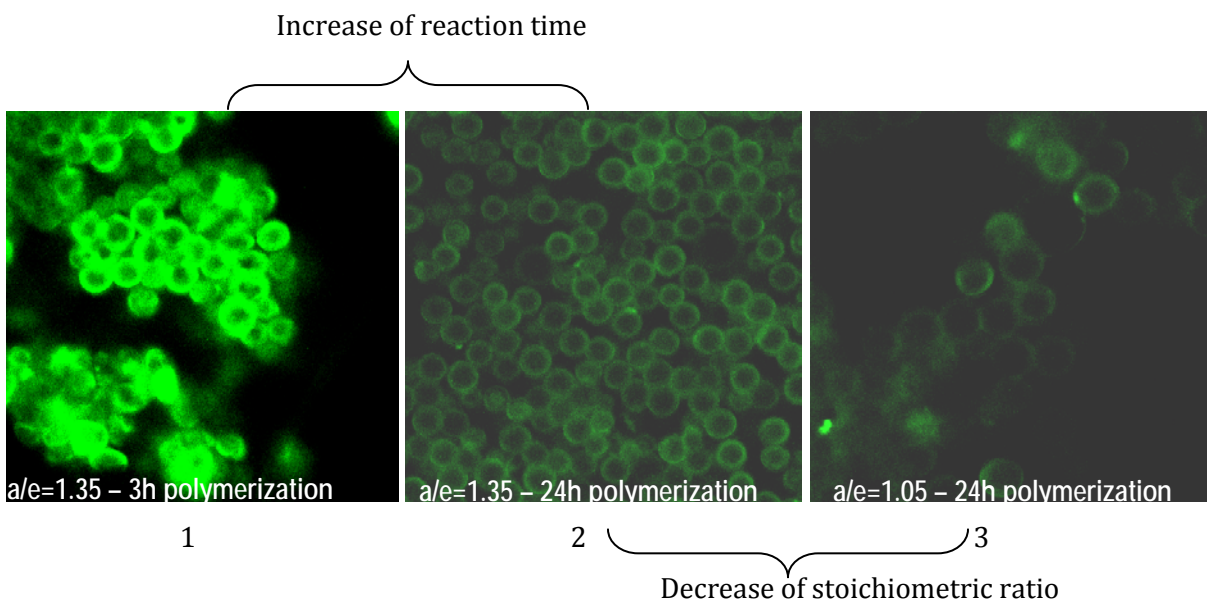 Increase of reaction time
a/e=1.35 – 3h polymerization
a/e=1.35 – 24h polymerization
a/e=1.05 – 24h polymerization
1
2
3
Decrease of stoichiometric ratio